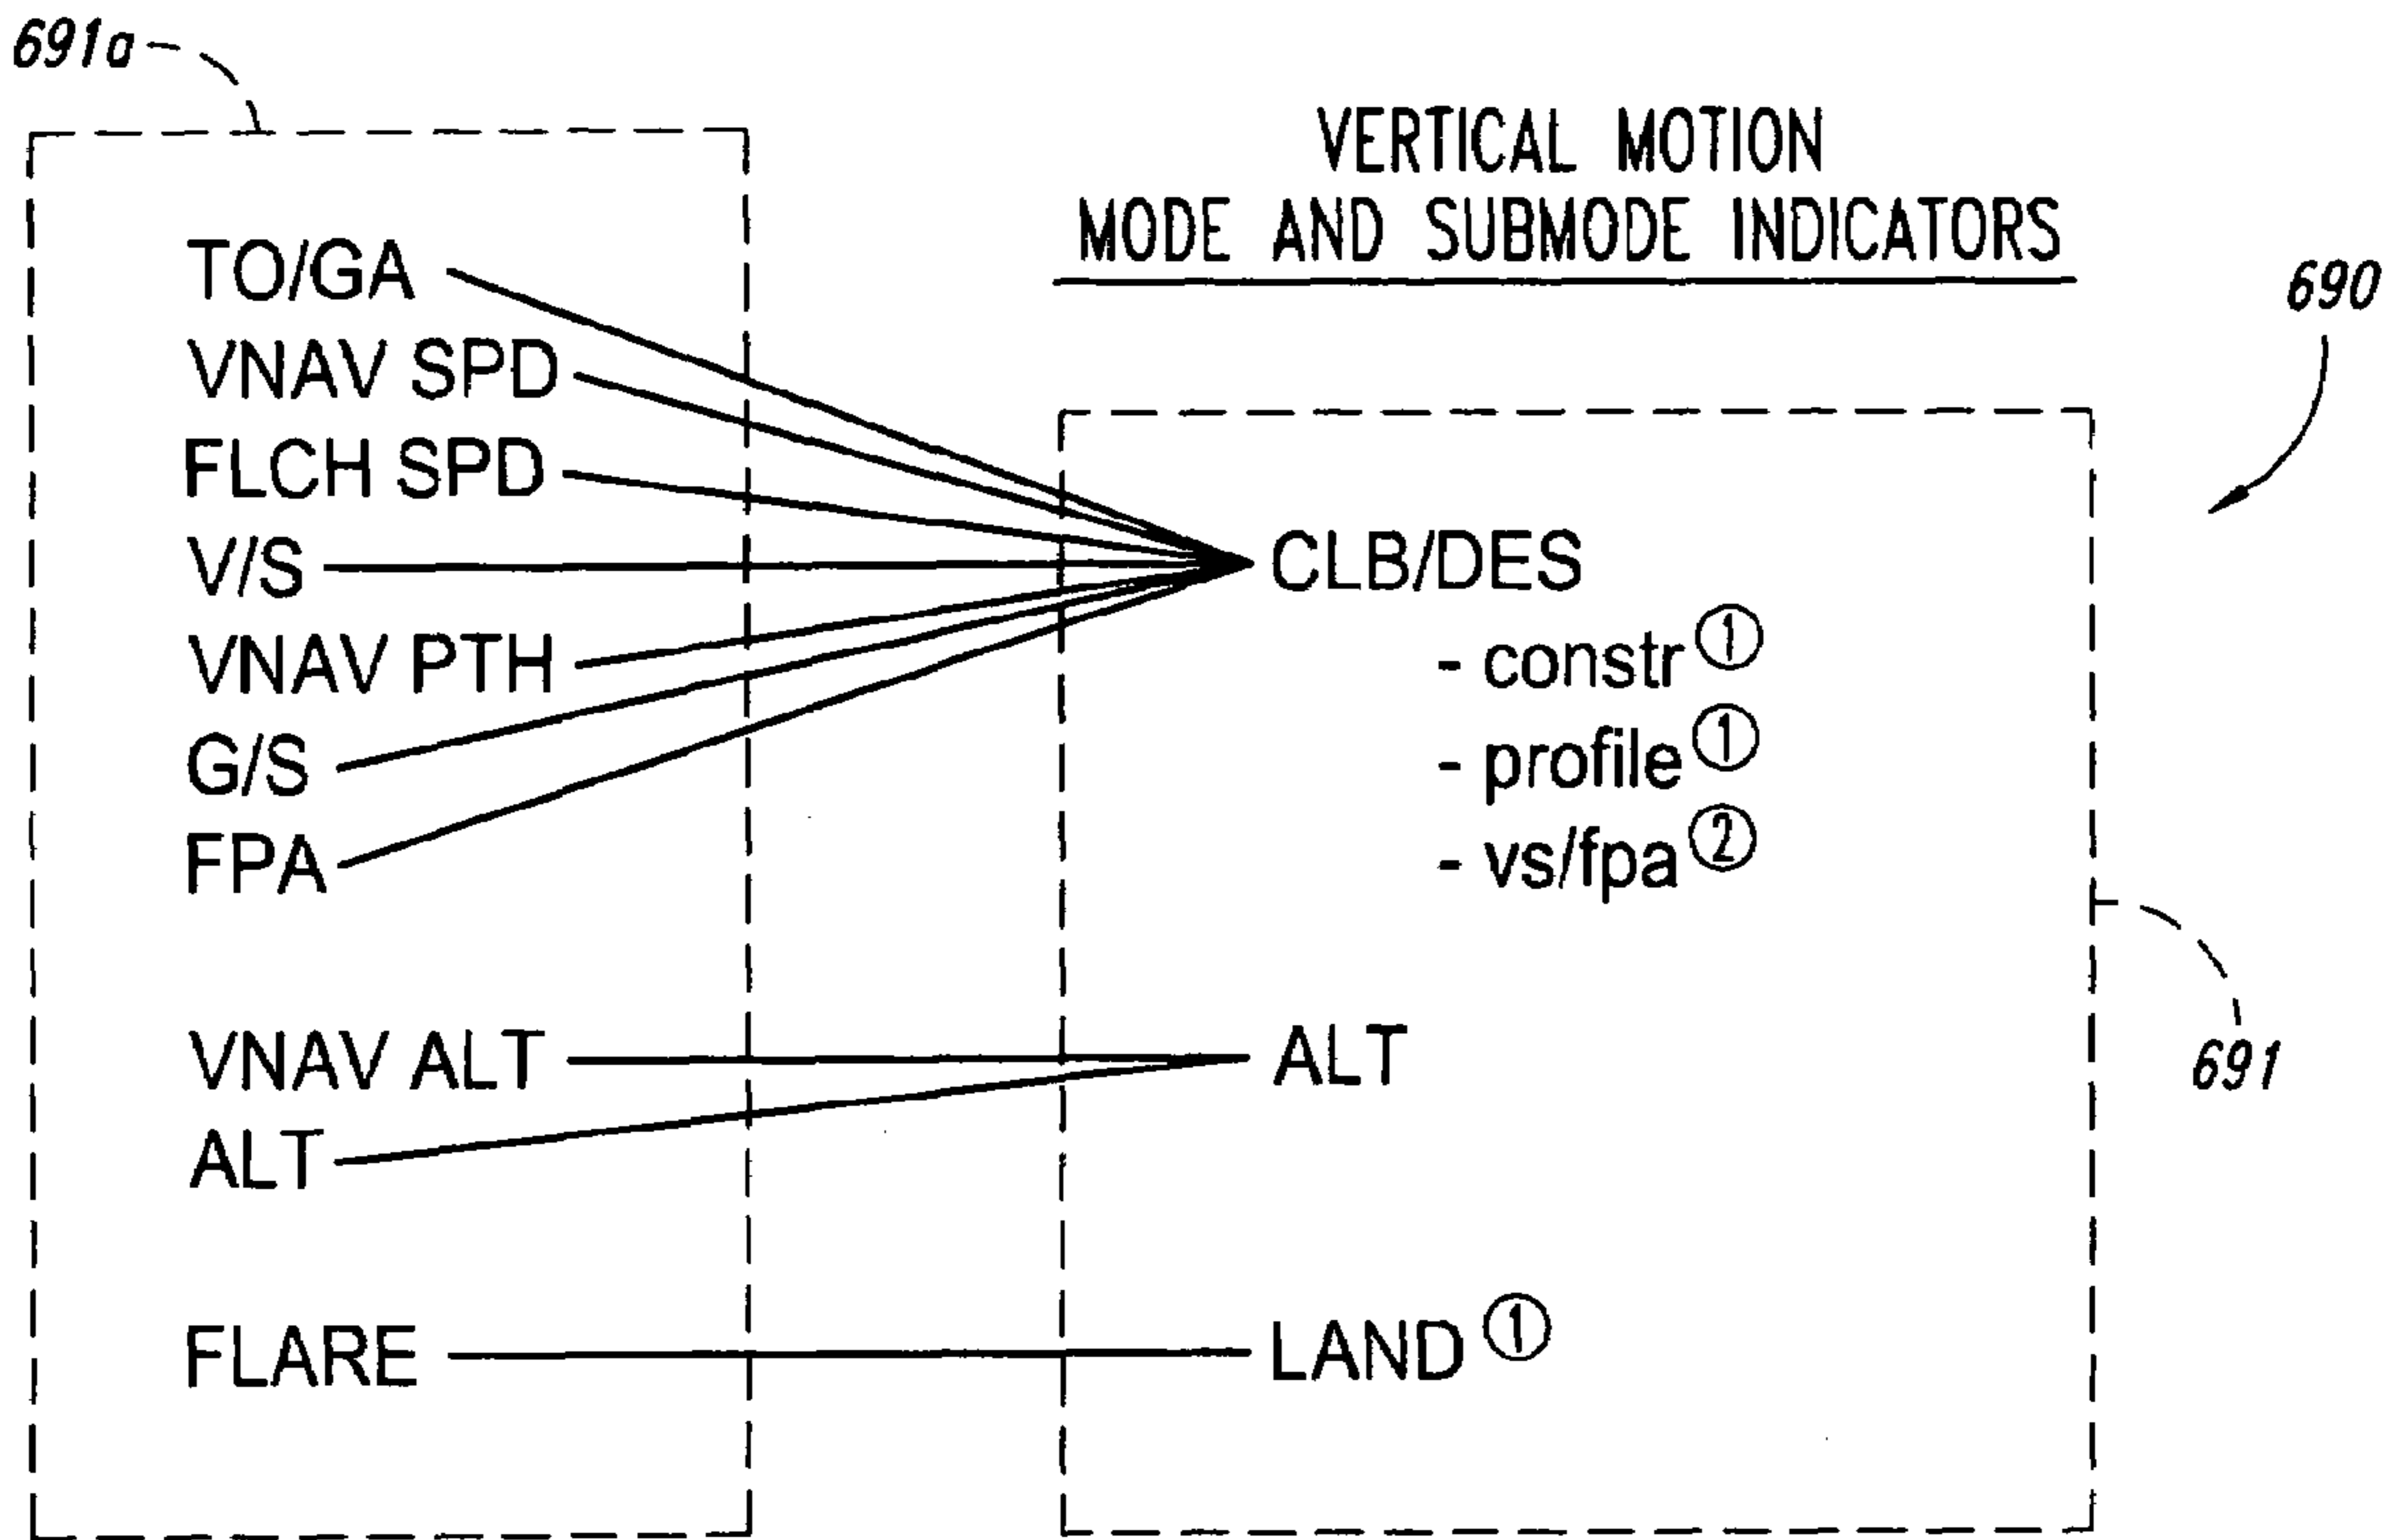 691a
VERTICAL MOTION
MODE AND SUBMODE INDICATORS
690
TO/GA
VNAV SPD
FLCH SPD
V/S
VNAV PTH
G/S
FPA
VNAV ALT
ALT
FLARE
CLB/DES
- constr ①
- profile ①
- vs/fpa ②
ALT
LAND ①
691